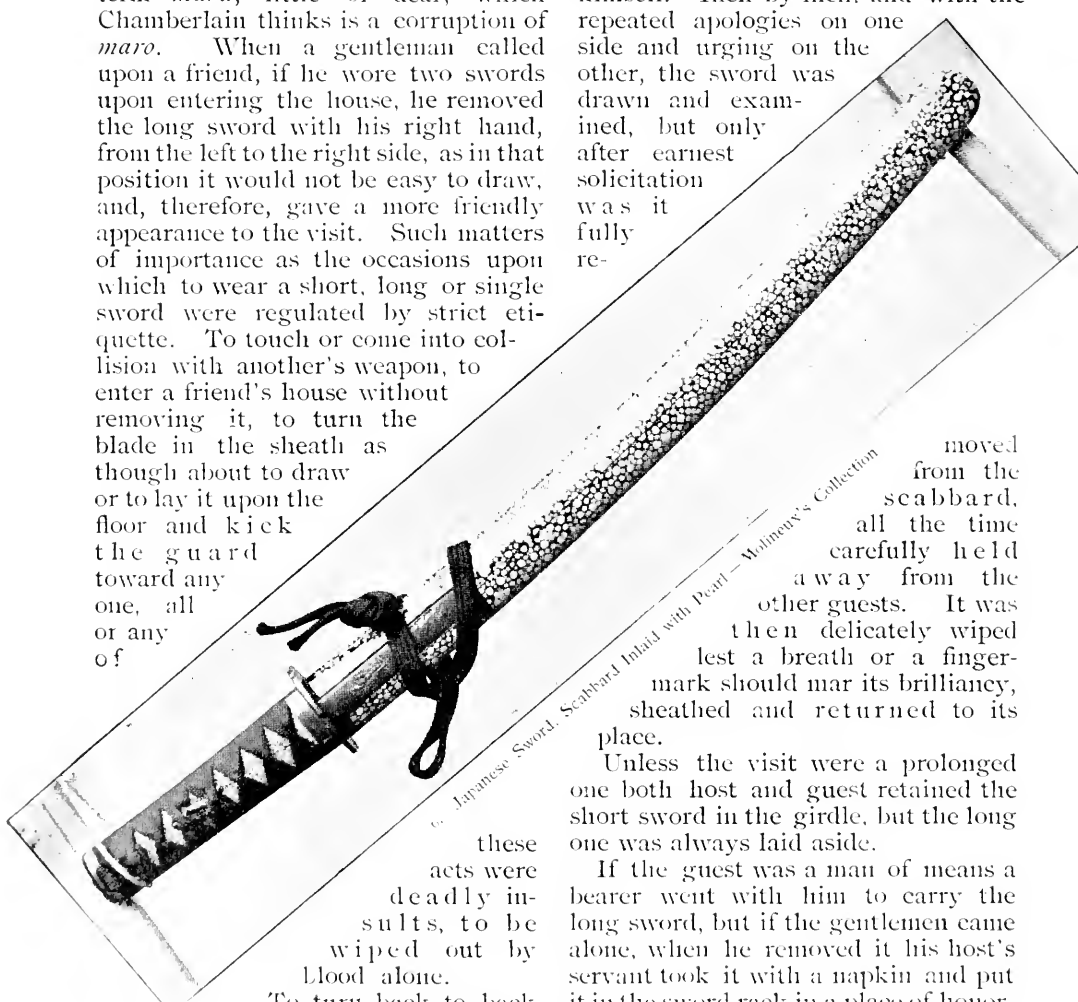 Chamberlain thinks is a corruption of
maro. When a gentleman called
upon a friend, if he wore two swords
upon entering the house, he removed
the long sword with his right hand,
from the left to the right side, as in that
position it would not be easy to draw,
and, therefore, gave a more friendly
appearance to the visit. Such matters
of importance as the occasions upon
which to wear a short, long or single
sword were regulated by strict eti-
quette. To touch or come into col-
lision with another's weapon, to
enter a friend's house without
removing it, to turn the
blade in the sheath as
though about to draw
or to lay it upon the
floor and kick
the guard
toward any
one, all
or any
of
these
acts were
deadly in-
sults, to be
wiped out by
blood alone.
To turn back to back
repeated apologies on one
side and urging on the
other, the sword was
drawn and exam-
ined, but only
after earnest
solicitation
was it
fully
re-
moved
from the
scabbard,
all the time
carefully held
away from the
other guests. It was
then delicately wiped
lest a breath or a finger-
mark should mar its brilliancy,
sheathed and returned to its
place.
Unless the visit were a prolonged
one both host and guest retained the
short sword in the girdle, but the long
one was always laid aside.
If the guest was a man of means a
bearer went with him to carry the
long sword, but if the gentlemen came
alone, when he removed it his host's
servant took it with a napkin and put
it in the sword rack in a place of honor
Japanese Sword, Scabbard Inlaid with Pearl — Molineux's Collection